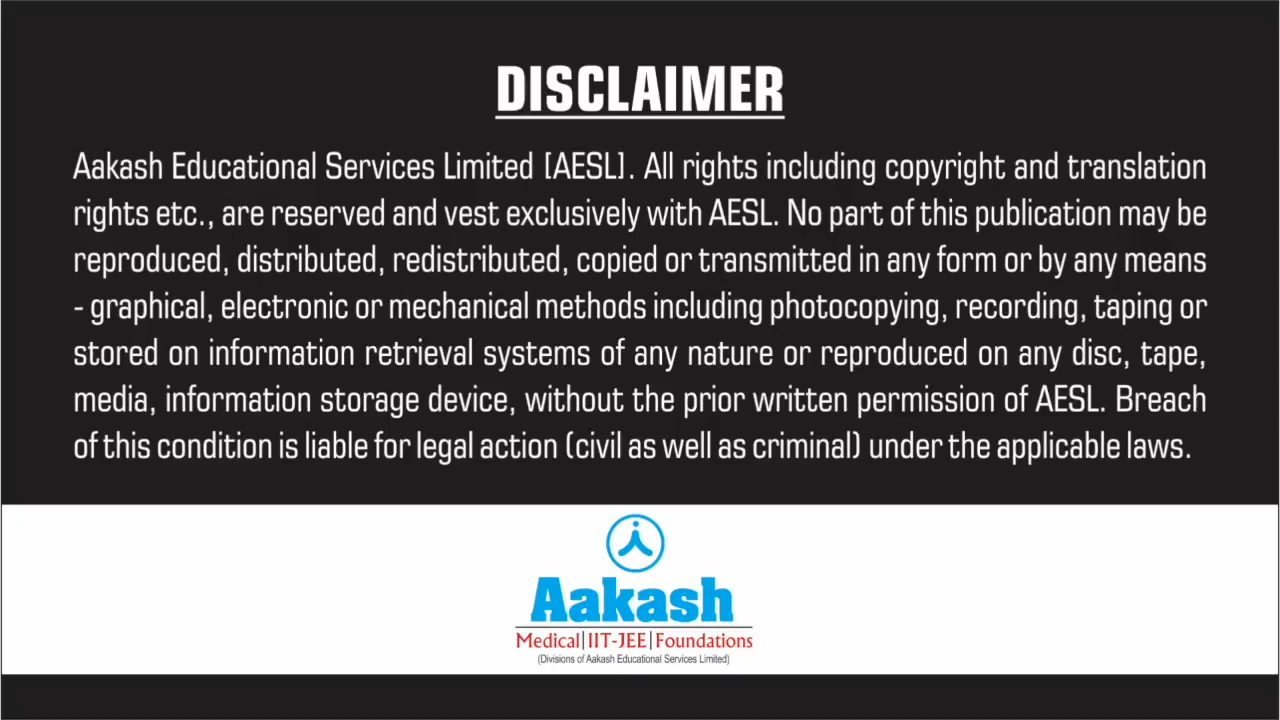 DISCLAIMER
Aakash Educational Services Limited [AESL]. All rights including copyright and translation
rights etc., are reserved and vest exclusively with AESL. No part of this publication may be
reproduced, distributed, redistributed, copied or transmitted in any form or by any means
- graphical, electronic or mechanical methods including photocopying, recording, taping or
stored on information retrieval systems of any nature or reproduced on any disc, tape,
media, information storage device, without the prior written permission of AESL. Breach
of this condition is liable for legal action (civil as well as criminal) under the applicable laws.
Aakash
Medical|IIT-JEE|Foundations
(Divisions of Aakash Educational Services Limited)